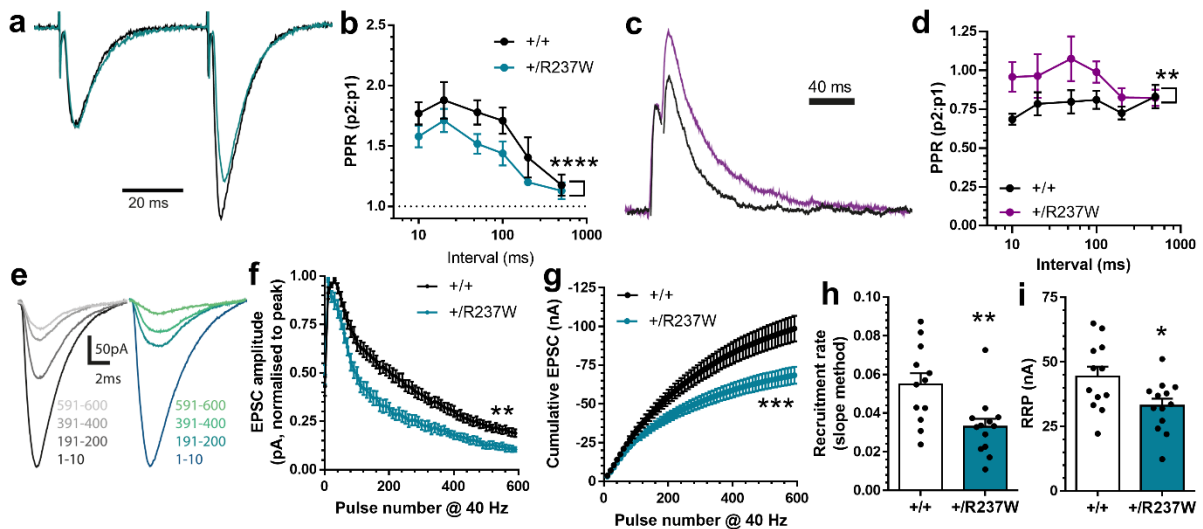 a
20 ms
b
+/+
+/R237W
PPR (p2:p1)
2.5
2.0
1.5
1.0
****
10
100
1000
Interval (ms)
c
40 ms
d
PPR (p2:p1)
1.25
1.00
0.75
0.50
0.25
0.00
**
+/+
+/R237W
10
100
1000
Interval (ms)
e
50pA
2ms
591-600
391-400
191-200
1-10
591-600
391-400
191-200
1-10
f
+/+
+/R237W
EPSC amplitude
(pA, normalised to peak)
1.00
0.75
0.50
0.25
0.00
**
0
200
400
600
Pulse number @ 40 Hz
g
+/+
+/R237W
Cumulative EPSC (nA)
-125
-100
-75
-50
-25
0
***
0
200
400
600
Pulse number @ 40 Hz
h
Recruitment rate
(slope method)
0.10
0.08
0.06
0.04
0.02
0.00
**
+/+
+/R237W
i
RRP (nA)
75
50
25
0
*
+/+
+/R237W